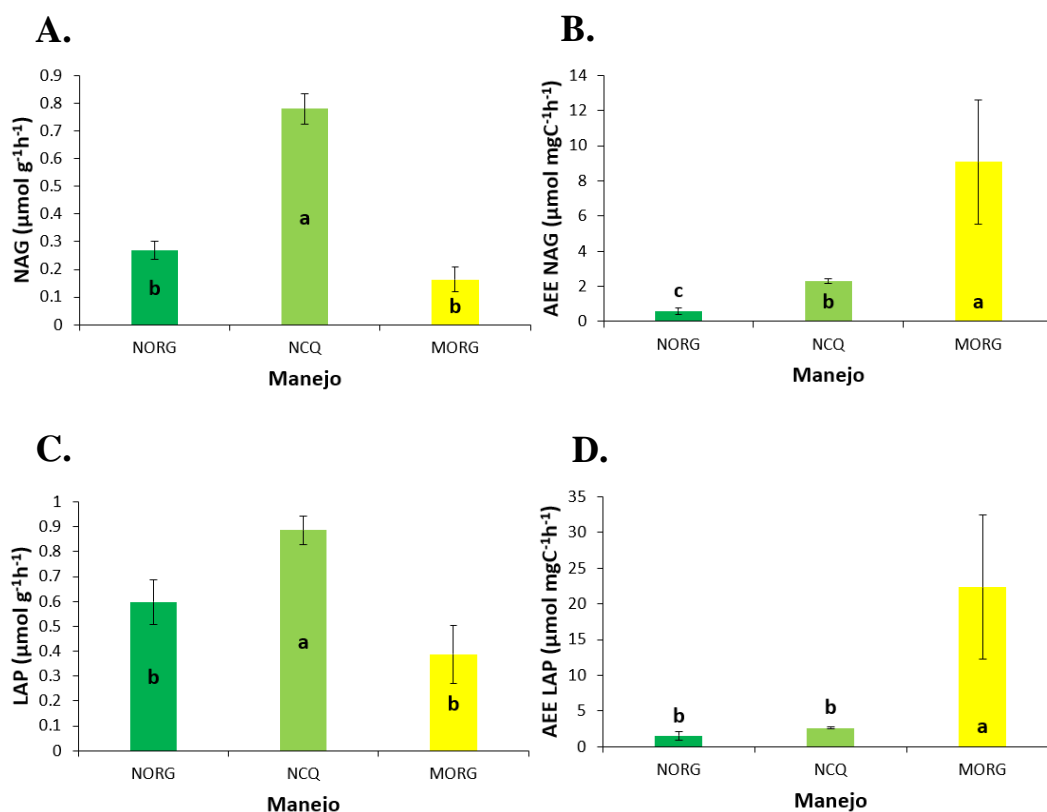 A.
NAG (µmol g⁻¹h⁻¹)
0.9
0.8
0.7
0.6
0.5
0.4
0.3
0.2
0.1
0
b
a
b
NORG NCQ MORG
Manejo
B.
AEE NAG (µmol mgC⁻¹h⁻¹)
14
12
10
8
6
4
2
0
c
b
a
NORG NCQ MORG
Manejo
C.
LAP (µmol g⁻¹h⁻¹)
1
0.9
0.8
0.7
0.6
0.5
0.4
0.3
0.2
0.1
0
b
a
b
NORG NCQ MORG
Manejo
D.
AEE LAP (µmol mgC⁻¹h⁻¹)
35
30
25
20
15
10
5
0
b
b
a
NORG NCQ MORG
Manejo